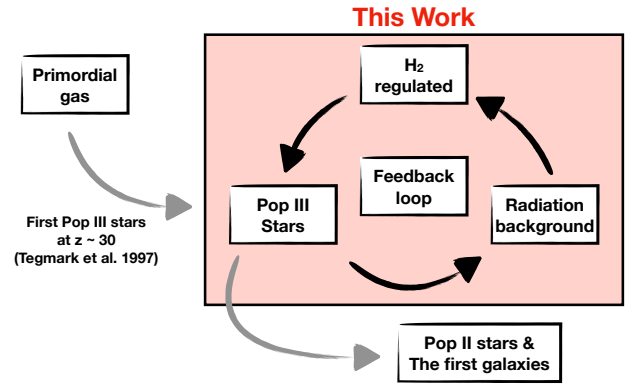 This Work
Primordial
gas
H₂
regulated
First Pop III stars
at z ~ 30
(Tegmark et al. 1997)
Pop III
Stars
Feedback
loop
Radiation
background
Pop II stars &
The first galaxies